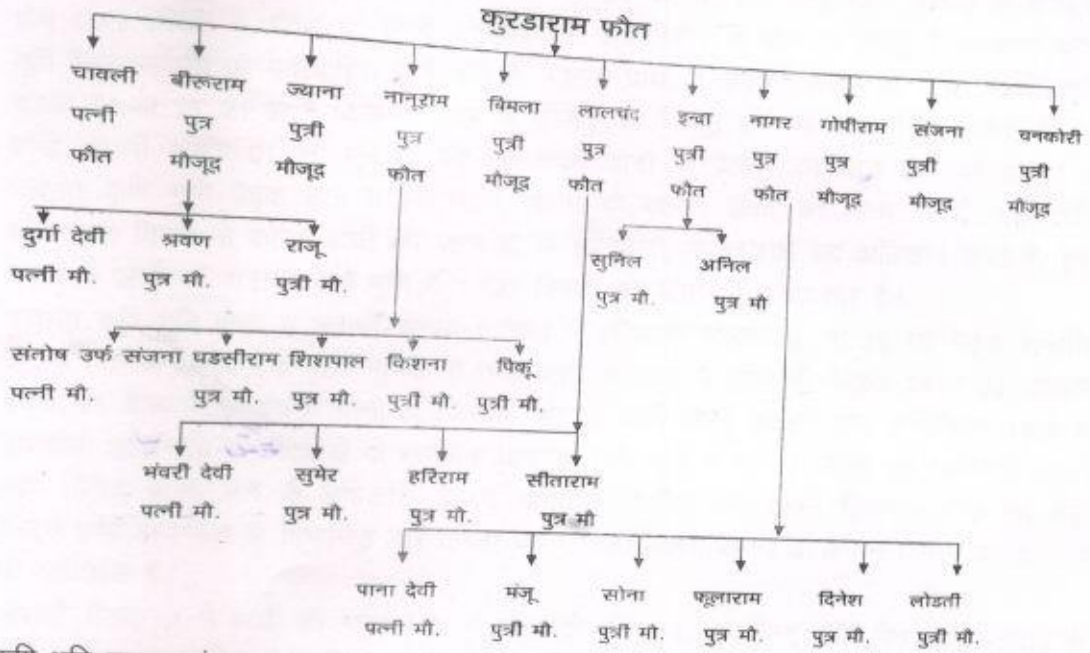 कुरडाराम फौत
चावली बीरूराम ज्याना नानूराम विमला लालचंद इन्द्रा नागर गोपीराम संजना चनकोरी
पत्नी पुत्र पुत्री पुत्र पुत्री पुत्र पुत्री पुत्र पुत्र पुत्री पुत्री
फौत मौजूद मौजूद फौत मौजूद फौत फौत फौत मौजूद मौजूद मौजूद
दुर्गा देवी श्रवण राजू सुनिल अनिल
पत्नी मौ. पुत्र मौ. पुत्री मौ. पुत्र मौ. पुत्र मौ
संतोष उर्फ संजना घडसीराम शिशपाल किशना पिंकू
पत्नी मौ. पुत्र मौ. पुत्र मौ. पुत्री मौ. पुत्री मौ.
भंवरी देवी सुमेर हरिराम सीताराम
पत्नी मौ. पुत्र मौ. पुत्र मौ. पुत्र मौ
पाना देवी मंजू सोना फूलाराम दिनेश लोडती
पत्नी मौ. पुत्री मौ. पुत्री मौ. पुत्र मौ. पुत्र मौ. पुत्री मौ.